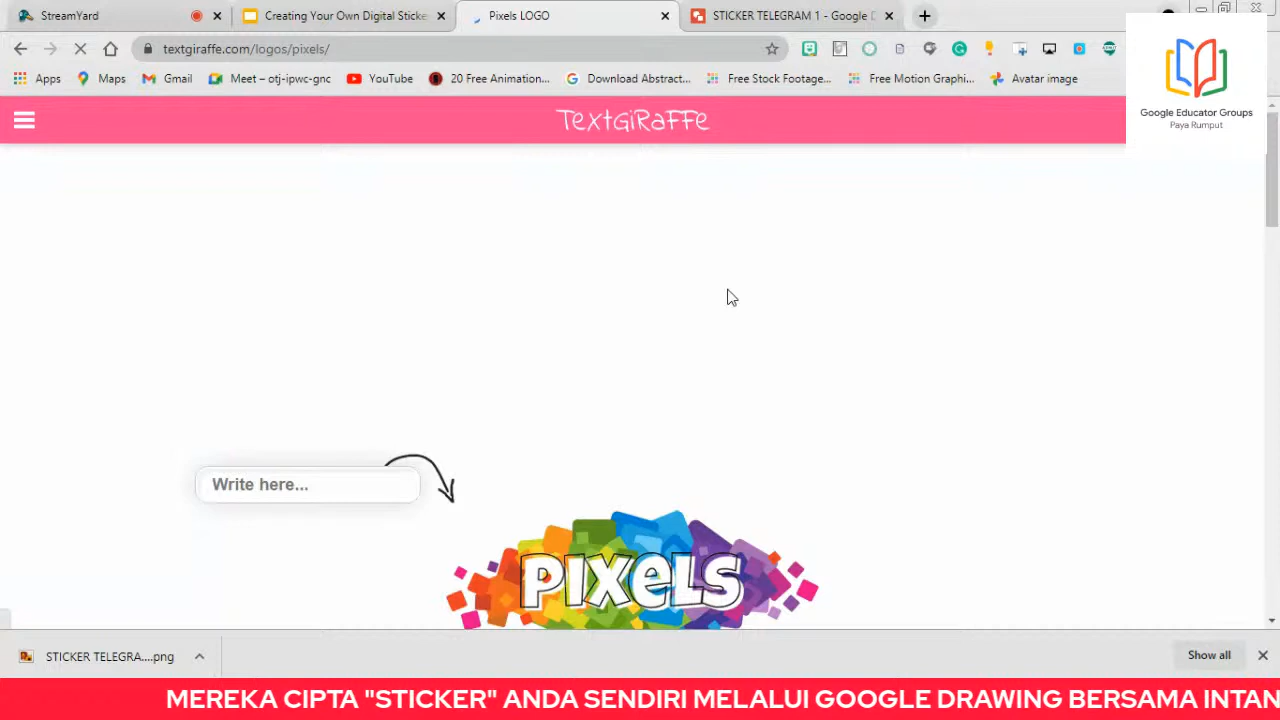 StreamYard
Creating Your Own Digital Sticke
Pixels LOGO
STICKER TELEGRAM 1 - Google D
textgiraffe.com/logos/pixels/
Apps
Maps
Gmail
Meet – otj-ipwc-gnc
YouTube
20 Free Animation...
Download Abstract...
Free Stock Footage...
Free Motion Graphi...
Avatar image
TextGiRaFFe
Google Educator Groups
Paya Rumput
Write here...
PIXeLS
STICKER TELEGRA....png
Show all
MEREKA CIPTA "STICKER" ANDA SENDIRI MELALUI GOOGLE DRAWING BERSAMA INTAN